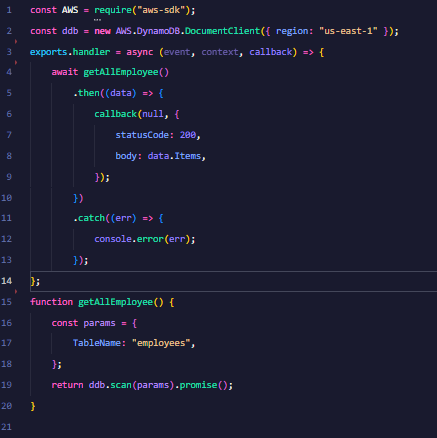 1 const AWS = require("aws-sdk");
2 const ddb = new AWS.DynamoDB.DocumentClient({ region: "us-east-1" });
3 exports.handler = async (event, context, callback) => {
4 await getAllEmployee()
5 .then((data) => {
6 callback(null, {
7 statusCode: 200,
8 body: data.Items,
9 });
10 })
11 .catch((err) => {
12 console.error(err);
13 });
14 };
15 function getAllEmployee() {
16 const params = {
17 TableName: "employees",
18 };
19 return ddb.scan(params).promise();
20 }
21